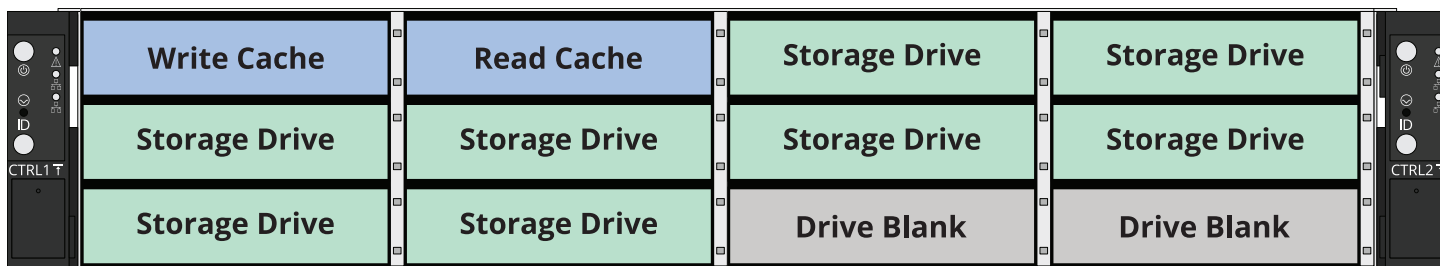 Write Cache
Read Cache
Storage Drive
Storage Drive
Storage Drive
Storage Drive
Storage Drive
Storage Drive
Storage Drive
Storage Drive
Drive Blank
Drive Blank
ID
CTRL1
ID
CTRL2